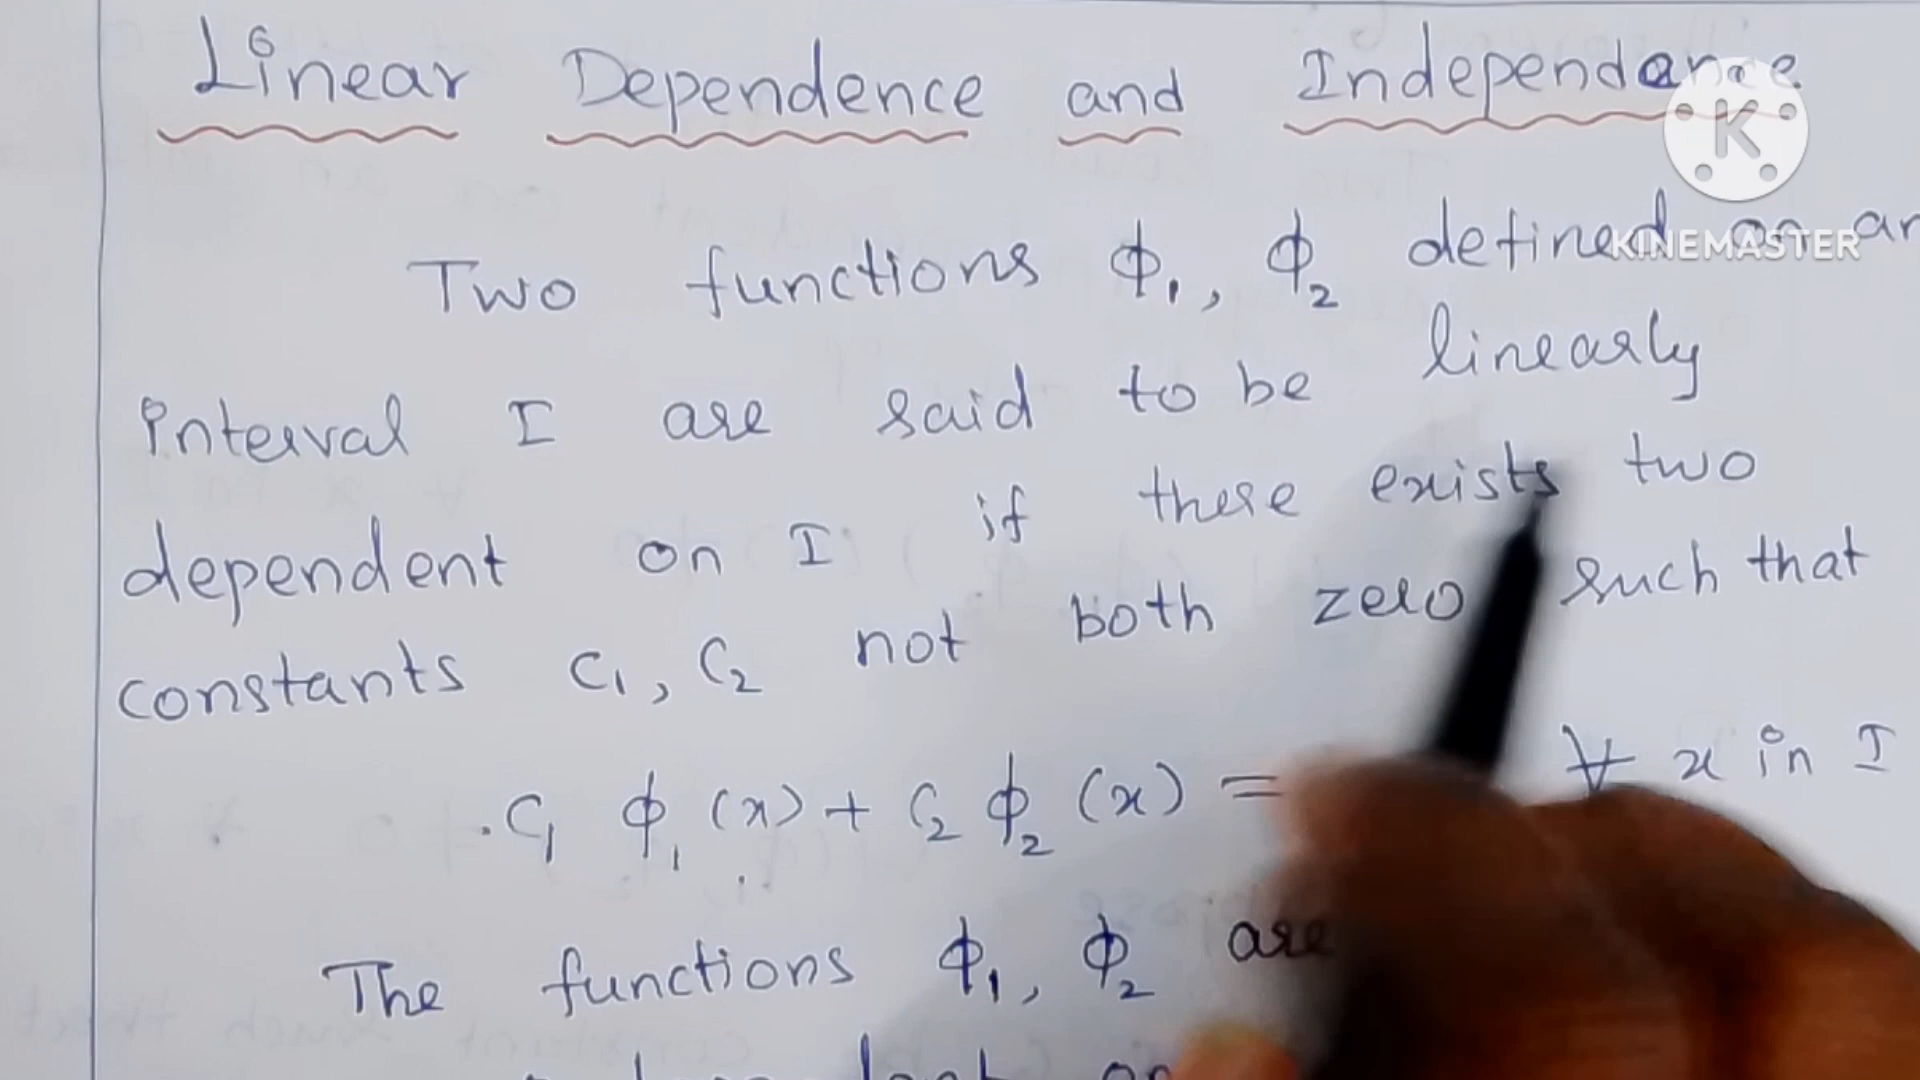 Linear Dependence and Independance
Two functions ϕ₁, ϕ₂ defined on an
interval I are said to be linearly
dependent on I if there exists two
constants c₁, c₂ not both zero such that
c₁ ϕ₁(x) + c₂ ϕ₂(x) = ∀ x in I
The functions ϕ₁, ϕ₂ are
on
K
KINEMASTER